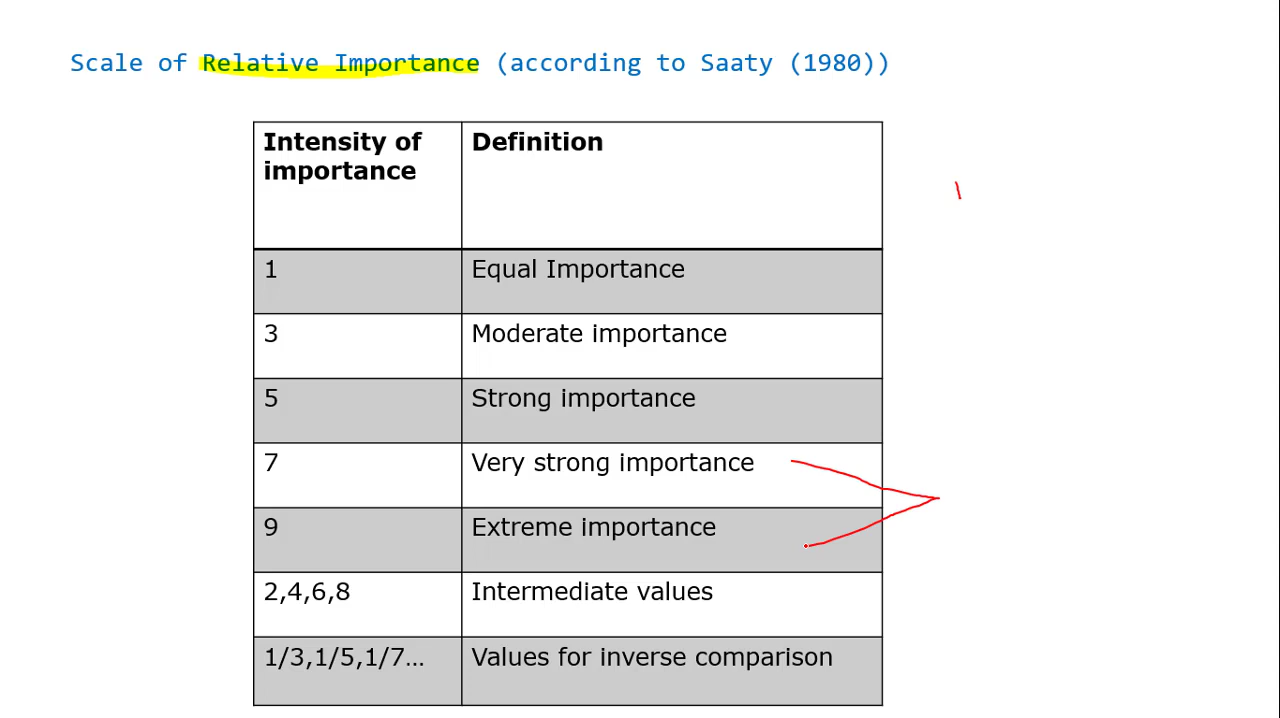 Scale of Relative Importance (according to Saaty (1980))
Intensity of importance Definition
1 Equal Importance
3 Moderate importance
5 Strong importance
7 Very strong importance
9 Extreme importance
2,4,6,8 Intermediate values
1/3,1/5,1/7… Values for inverse comparison